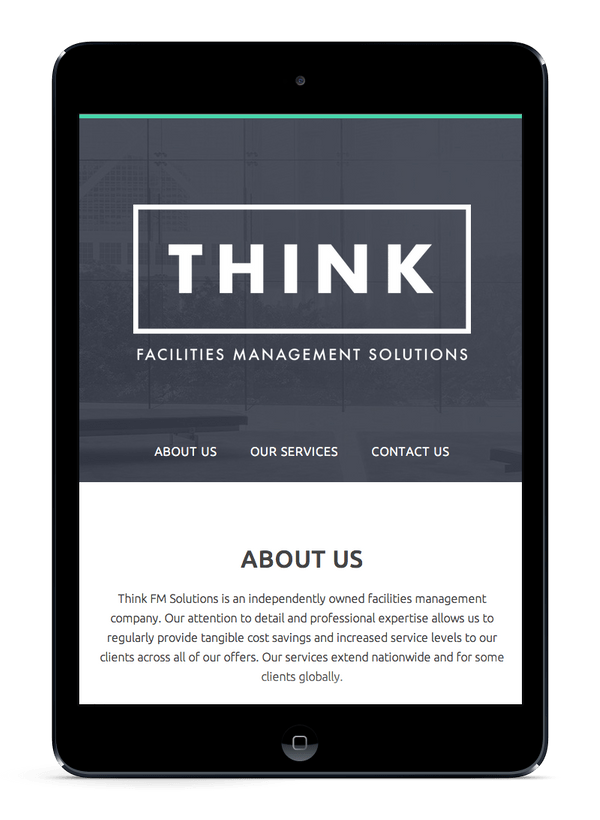 THINK
FACILITIES MANAGEMENT SOLUTIONS
ABOUT US OUR SERVICES CONTACT US
ABOUT US
Think FM Solutions is an independently owned facilities management
company. Our attention to detail and professional expertise allows us to
regularly provide tangible cost savings and increased service levels to our
clients across all of our offers. Our services extend nationwide and for some
clients globally.